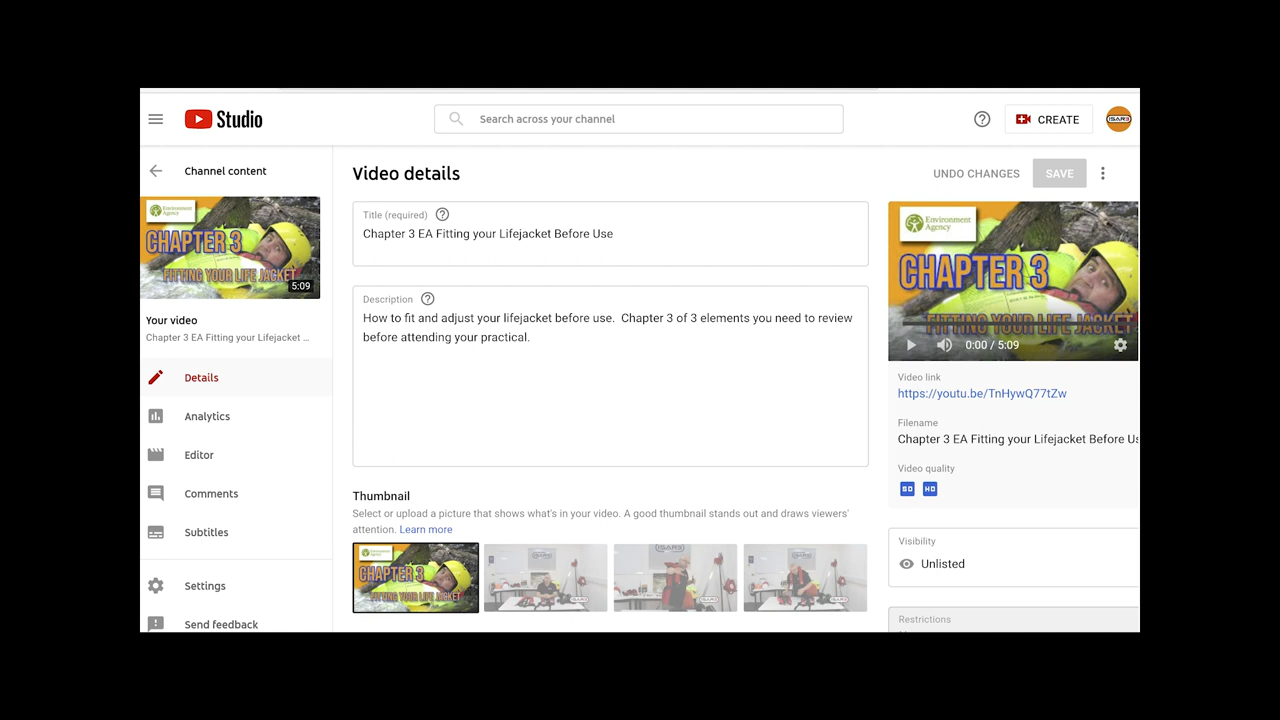 Studio
Search across your channel
CREATE
ISAR3
Channel content
Video details
UNDO CHANGES
SAVE
Environment
Agency
CHAPTER 3
FITTING YOUR LIFE JACKET
5:09
Your video
Chapter 3 EA Fitting your Lifejacket ...
Details
Analytics
Editor
Comments
Subtitles
Settings
Send feedback
Title (required)
Chapter 3 EA Fitting your Lifejacket Before Use
Description
How to fit and adjust your lifejacket before use. Chapter 3 of 3 elements you need to review
before attending your practical.
Thumbnail
Select or upload a picture that shows what's in your video. A good thumbnail stands out and draws viewers'
attention. Learn more
CHAPTER 3
FITTING YOUR LIFE JACKET
Environment
Agency
CHAPTER 3
FITTING YOUR LIFE JACKET
0:00 / 5:09
Video link
https://youtu.be/TnHywQ77tZw
Filename
Chapter 3 EA Fitting your Lifejacket Before Us
Video quality
SD HD
Visibility
Unlisted
Restrictions